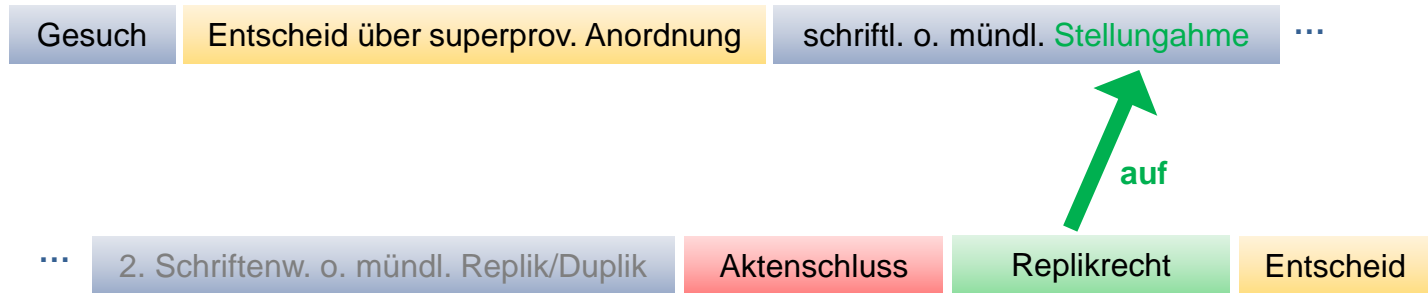 Gesuch Entscheid über superprov. Anordnung schriftl. o. mündl. Stellungahme ...
auf
... 2. Schriftenw. o. mündl. Replik/Duplik Aktenschluss Replikrecht Entscheid